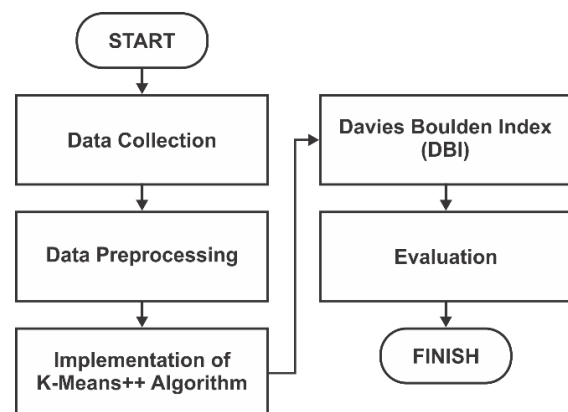 START
Data Collection
Data Preprocessing
Implementation of
K-Means++ Algorithm
Davies Boulden Index
(DBI)
Evaluation
FINISH